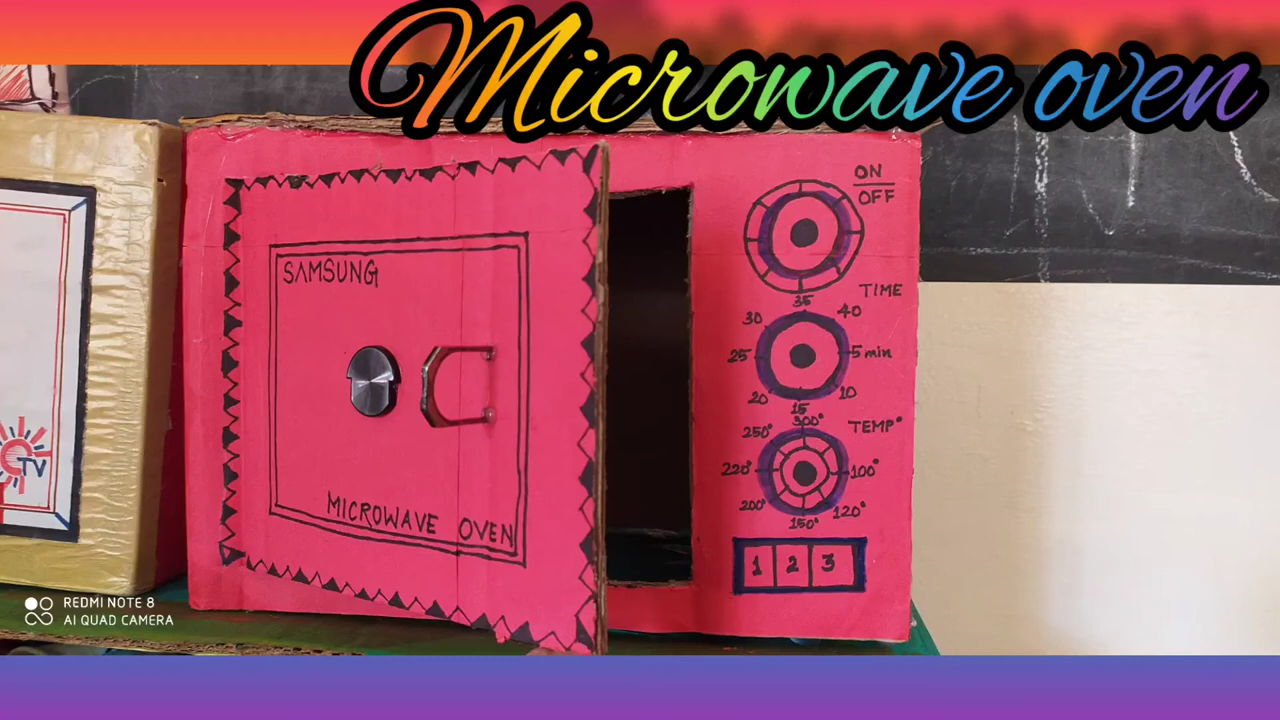 Microwave oven
ON
OFF
SAMSUNG
TIME
35
30 40
25 5 min
20 10
15
300°
250° TEMP°
220° 100°
200° 120°
150°
MICROWAVE OVEN
1 2 3
TV
REDMI NOTE 8
AI QUAD CAMERA